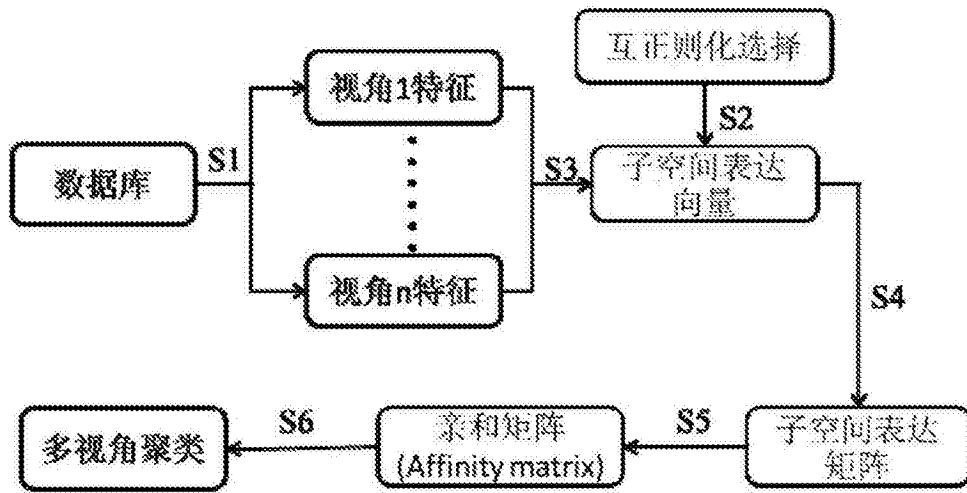 互正则化选择
视角1特征
S2
S1
数据库
S3
子空间表达
向量
视角n特征
S4
S6
S5
多视角聚类
亲和矩阵
(Affinity matrix)
子空间表达
矩阵